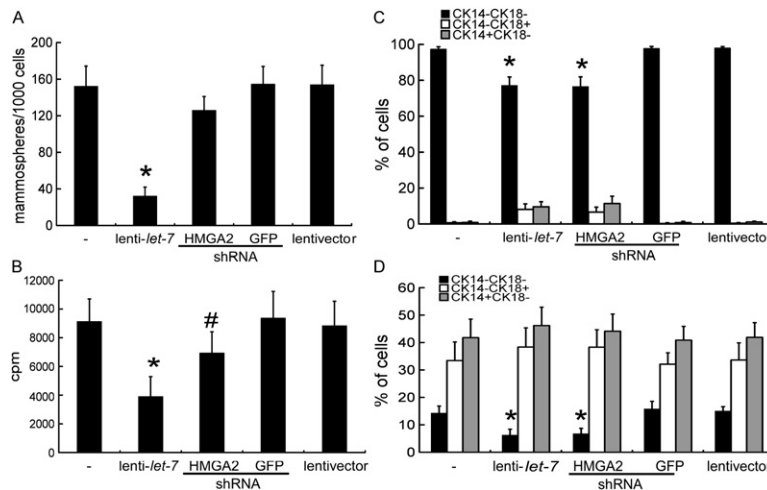 A
mammospheres/1000 cells
200
160
120
80
40
0
- lenti-let-7 HMGA2 GFP lentivector
shRNA
*
B
cpm
12000
10000
8000
6000
4000
2000
0
- lenti-let-7 HMGA2 GFP lentivector
shRNA
*
#
C
CK14-CK18-
CK14-CK18+
CK14+CK18-
% of cells
100
80
60
40
20
0
* *
- lenti-let-7 HMGA2 GFP lentivector
shRNA
D
CK14-CK18-
CK14-CK18+
CK14+CK18-
% of cells
60
50
40
30
20
10
0
* *
- lenti-let-7 HMGA2 GFP lentivector
shRNA